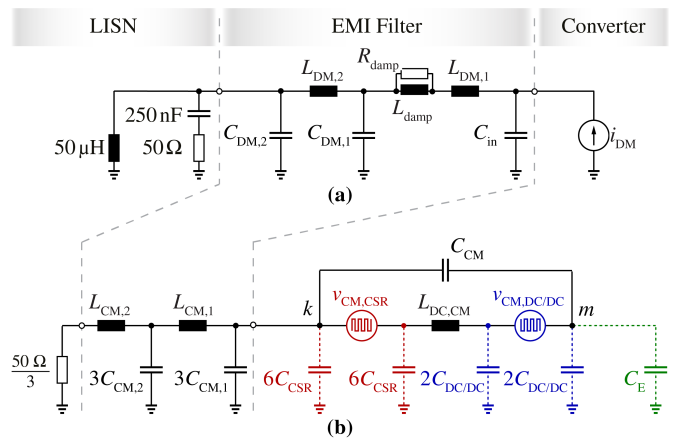 LISN EMI Filter Converter
R_damp
L_DM,2 L_DM,1
250 nF L_damp
50 µH 50 Ω C_DM,2 C_DM,1 C_in i_DM
(a)
C_CM
L_CM,2 L_CM,1 k v_CM,CSR L_DC,CM v_CM,DC/DC m
50 Ω
3
3C_CM,2 3C_CM,1 6C_CSR 6C_CSR 2C_DC/DC 2C_DC/DC C_E
(b)